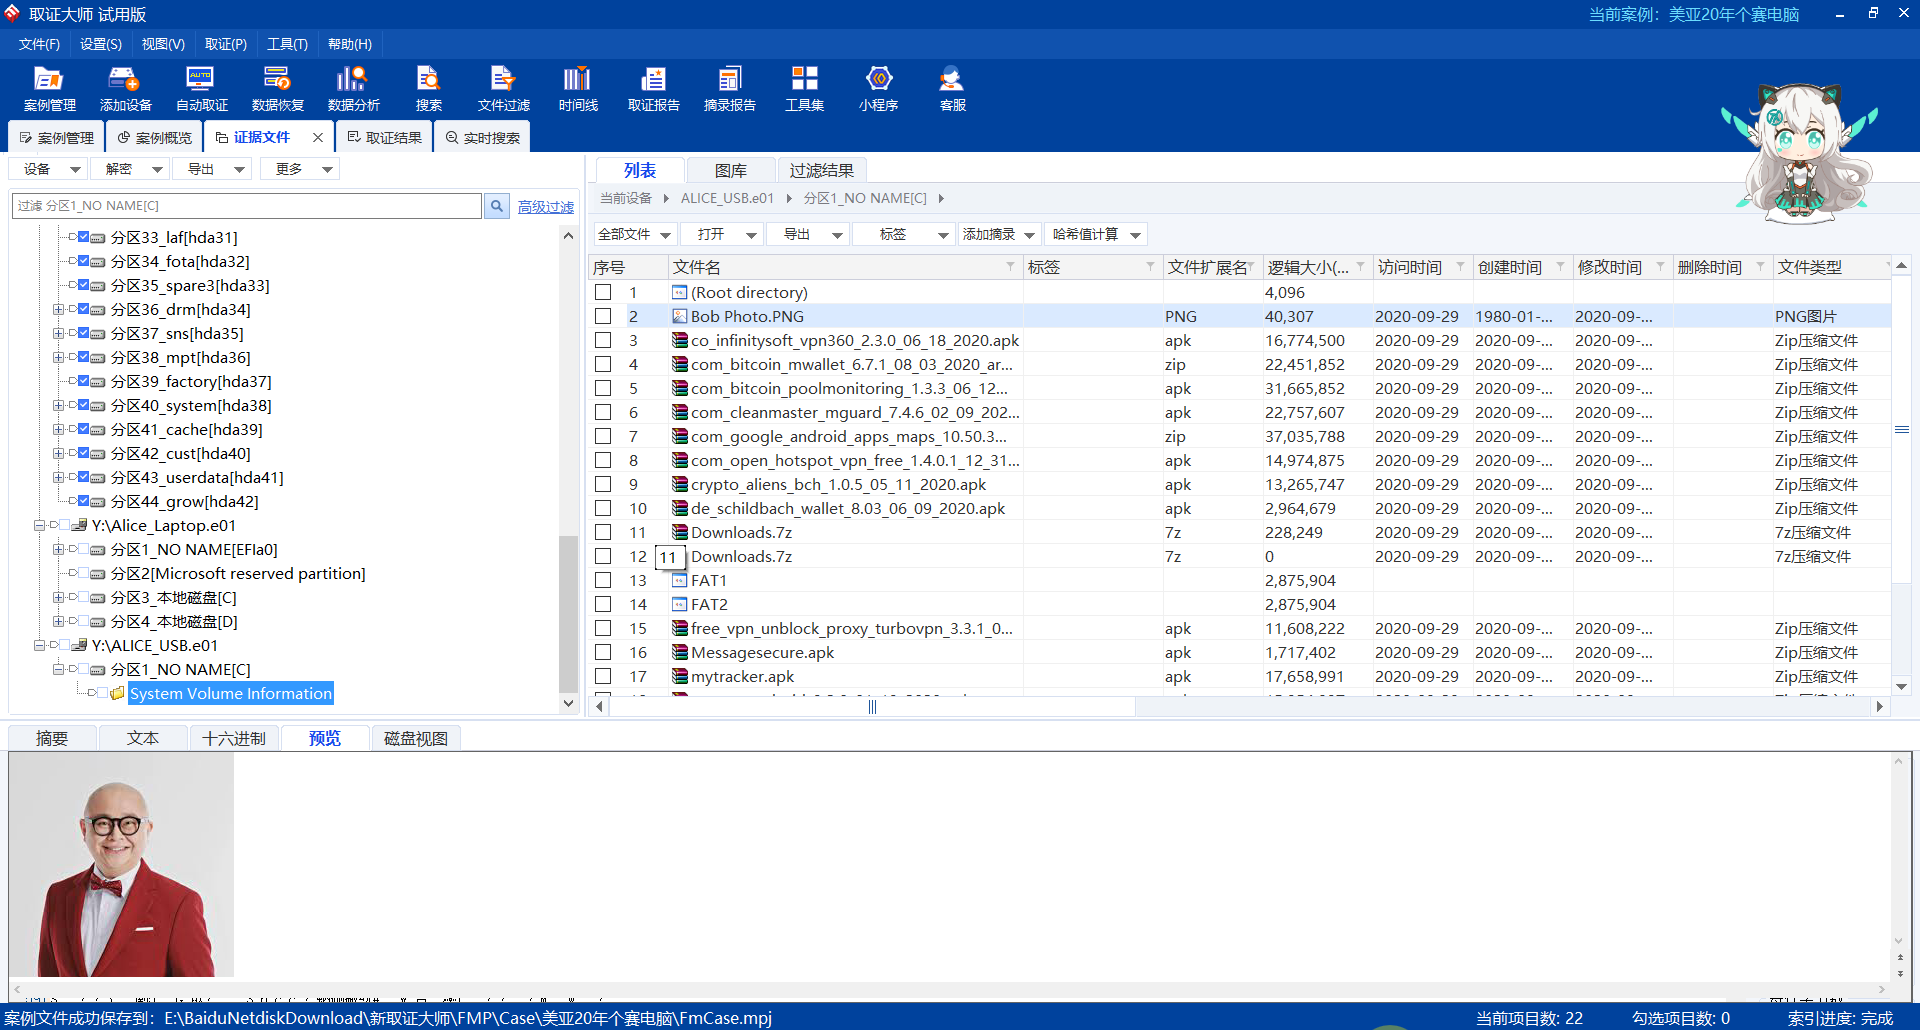 取证大师 试用版
当前案例：美亚20年个赛电脑
文件(F) 设置(S) 视图(V) 取证(P) 工具(T) 帮助(H)
案例管理 添加设备 自动取证 数据恢复 数据分析 搜索 文件过滤 时间线 取证报告 摘录报告 工具集 小程序 客服
案例管理 案例概览 证据文件 取证结果 实时搜索
设备 解密 导出 更多
过滤 分区1_NO NAME[C] 高级过滤
分区33_laf[hda31]
分区34_fota[hda32]
分区35_spare3[hda33]
分区36_drm[hda34]
分区37_sns[hda35]
分区38_mpt[hda36]
分区39_factory[hda37]
分区40_system[hda38]
分区41_cache[hda39]
分区42_cust[hda40]
分区43_userdata[hda41]
分区44_grow[hda42]
Y:\Alice_Laptop.e01
分区1_NO NAME[EFIa0]
分区2[Microsoft reserved partition]
分区3_本地磁盘[C]
分区4_本地磁盘[D]
Y:\ALICE_USB.e01
分区1_NO NAME[C]
System Volume Information
列表 图库 过滤结果
当前设备 ALICE_USB.e01 分区1_NO NAME[C]
全部文件 打开 导出 标签 添加摘录 哈希值计算
序号 文件名 标签 文件扩展名 逻辑大小(... 访问时间 创建时间 修改时间 删除时间 文件类型
1 (Root directory) 4,096
2 Bob Photo.PNG PNG 40,307 2020-09-29 1980-01-... 2020-09-... PNG图片
3 co_infinitysoft_vpn360_2.3.0_06_18_2020.apk apk 16,774,500 2020-09-29 2020-09-... 2020-09-... Zip压缩文件
4 com_bitcoin_mwallet_6.7.1_08_03_2020_ar... zip 22,451,852 2020-09-29 2020-09-... 2020-09-... Zip压缩文件
5 com_bitcoin_poolmonitoring_1.3.3_06_12... apk 31,665,852 2020-09-29 2020-09-... 2020-09-... Zip压缩文件
6 com_cleanmaster_mguard_7.4.6_02_09_202... apk 22,757,607 2020-09-29 2020-09-... 2020-09-... Zip压缩文件
7 com_google_android_apps_maps_10.50.3... zip 37,035,788 2020-09-29 2020-09-... 2020-09-... Zip压缩文件
8 com_open_hotspot_vpn_free_1.4.0.1_12_31... apk 14,974,875 2020-09-29 2020-09-... 2020-09-... Zip压缩文件
9 crypto_aliens_bch_1.0.5_05_11_2020.apk apk 13,265,747 2020-09-29 2020-09-... 2020-09-... Zip压缩文件
10 de_schildbach_wallet_8.03_06_09_2020.apk apk 2,964,679 2020-09-29 2020-09-... 2020-09-... Zip压缩文件
11 Downloads.7z 7z 228,249 2020-09-29 2020-09-... 2020-09-... 7z压缩文件
12 11 Downloads.7z 7z 0 2020-09-29 2020-09-... 2020-09-... 7z压缩文件
13 FAT1 2,875,904
14 FAT2 2,875,904
15 free_vpn_unblock_proxy_turbovpn_3.3.1_0... apk 11,608,222 2020-09-29 2020-09-... 2020-09-... Zip压缩文件
16 Messagesecure.apk apk 1,717,402 2020-09-29 2020-09-... 2020-09-... Zip压缩文件
17 mytracker.apk apk 17,658,991 2020-09-29 2020-09-... 2020-09-... Zip压缩文件
摘要 文本 十六进制 预览 磁盘视图
案例文件成功保存到：E:\BaiduNetdiskDownload\新取证大师\FMP\Case\美亚20年个赛电脑\FmCase.mpj
当前项目数: 22 勾选项目数: 0 索引进度: 完成